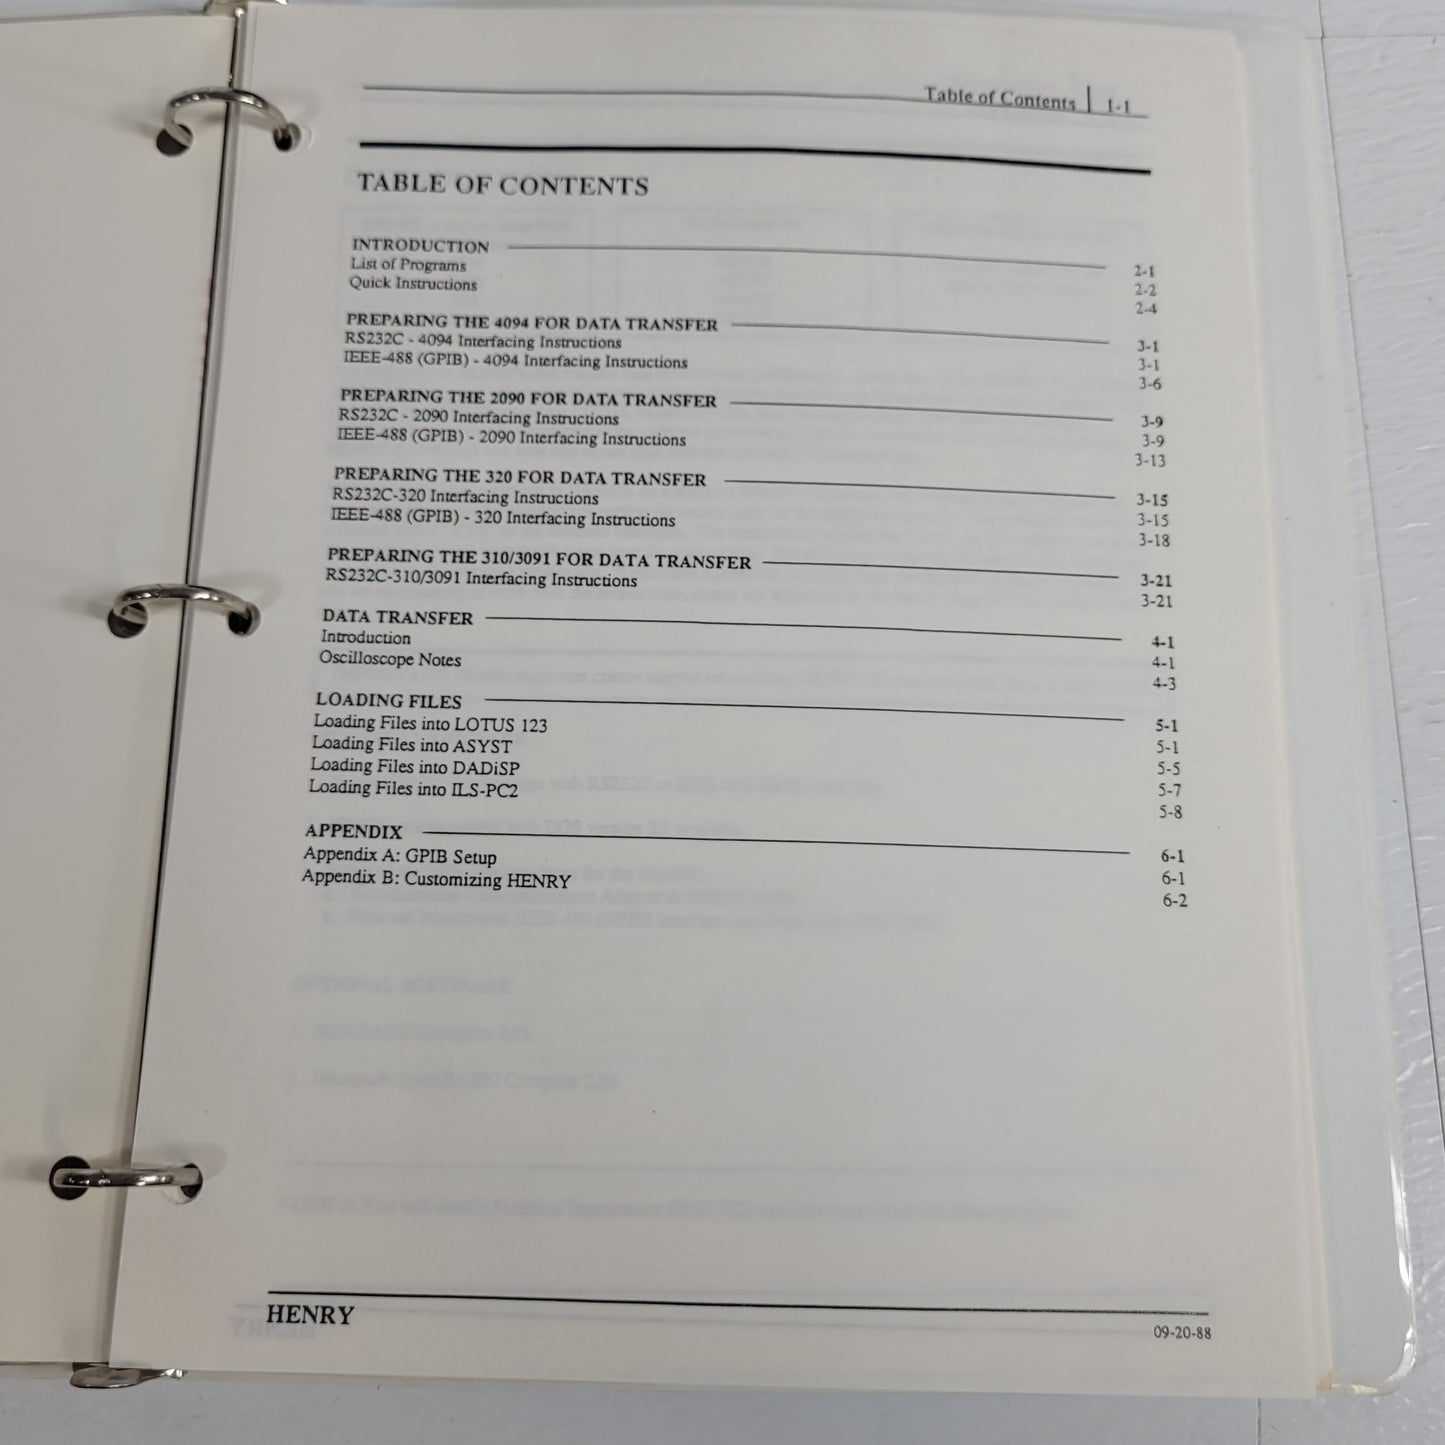 Table of Contents | 1-1
TABLE OF CONTENTS
INTRODUCTION 2-1
List of Programs 2-2
Quick Instructions 2-4
PREPARING THE 4094 FOR DATA TRANSFER 3-1
RS232C - 4094 Interfacing Instructions 3-1
IEEE-488 (GPIB) - 4094 Interfacing Instructions 3-6
PREPARING THE 2090 FOR DATA TRANSFER 3-9
RS232C - 2090 Interfacing Instructions 3-9
IEEE-488 (GPIB) - 2090 Interfacing Instructions 3-13
PREPARING THE 320 FOR DATA TRANSFER 3-15
RS232C-320 Interfacing Instructions 3-15
IEEE-488 (GPIB) - 320 Interfacing Instructions 3-18
PREPARING THE 310/3091 FOR DATA TRANSFER 3-21
RS232C-310/3091 Interfacing Instructions 3-21
DATA TRANSFER 4-1
Introduction 4-1
Oscilloscope Notes 4-3
LOADING FILES 5-1
Loading Files into LOTUS 123 5-1
Loading Files into ASYST 5-5
Loading Files into DADiSP 5-7
Loading Files into ILS-PC2 5-8
APPENDIX 6-1
Appendix A: GPIB Setup 6-1
Appendix B: Customizing HENRY 6-2
HENRY
09-20-88